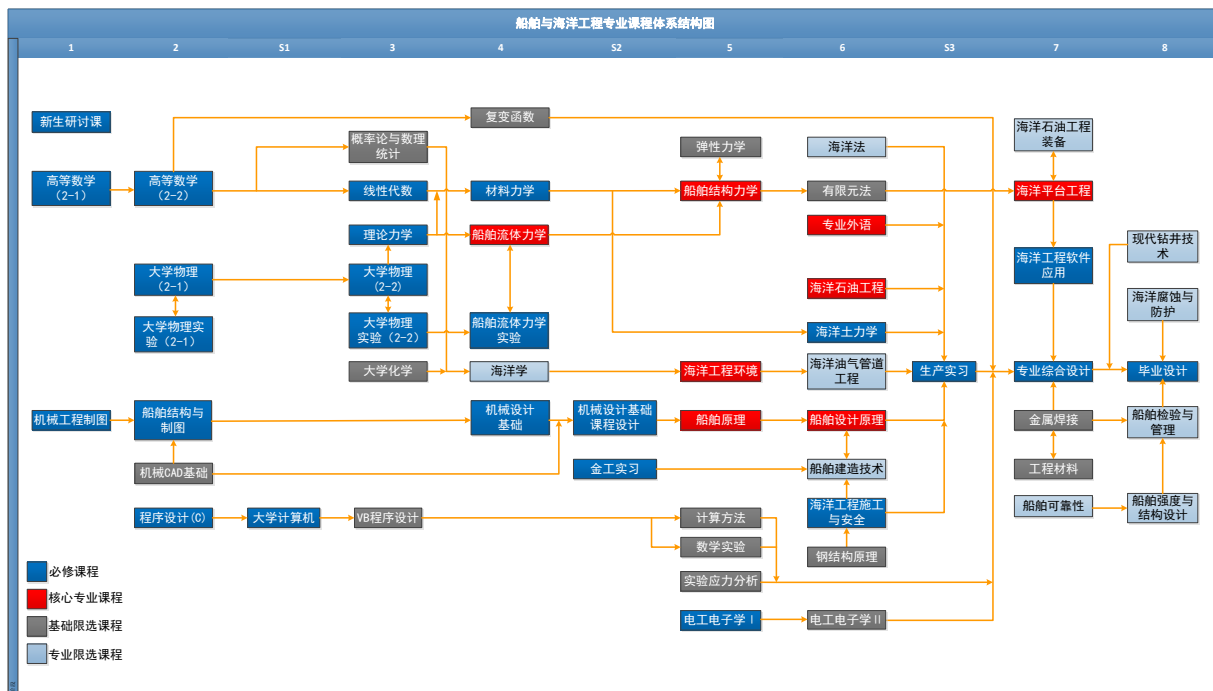 船舶与海洋工程专业课程体系结构图
1 2 S1 3 4 S2 5 6 S3 7 8
新生研讨课
高等数学
(2-1)
机械工程制图
高等数学
(2-2)
大学物理
(2-1)
大学物理实
验(2-1)
船舶结构与
制图
机械CAD基础
程序设计(C)
大学计算机
概率论与数理
统计
线性代数
理论力学
大学物理
(2-2)
大学物理
实验（2-2）
大学化学
VB程序设计
复变函数
材料力学
船舶流体力学
船舶流体力学
实验
海洋学
机械设计
基础
机械设计基础
课程设计
金工实习
弹性力学
船舶结构力学
海洋工程环境
船舶原理
计算方法
数学实验
实验应力分析
电工电子学Ⅰ
海洋法
有限元法
专业外语
海洋石油工程
海洋土力学
海洋油气管道
工程
船舶设计原理
船舶建造技术
海洋工程施工
与安全
钢结构原理
电工电子学Ⅱ
生产实习
海洋石油工程
装备
海洋平台工程
海洋工程软件
应用
专业综合设计
金属焊接
工程材料
船舶可靠性
现代钻井技
术
海洋腐蚀与
防护
毕业设计
船舶检验与
管理
船舶强度与
结构设计
必修课程
核心专业课程
基础限选课程
专业限选课程